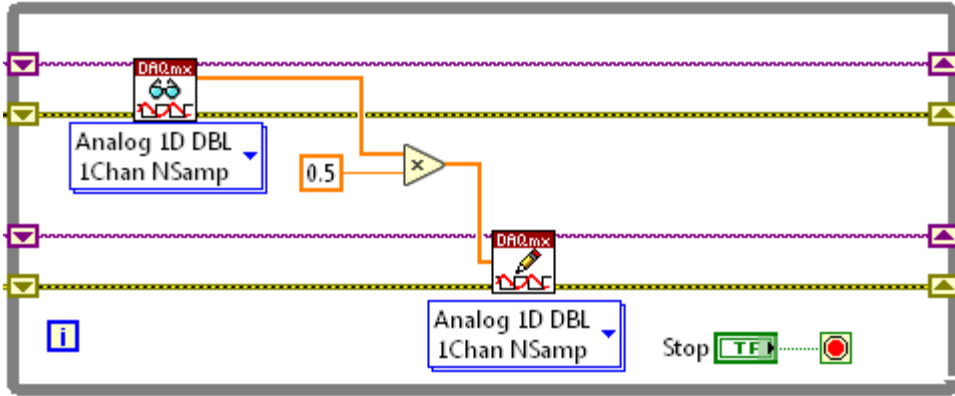 DAQmx
Analog 1D DBL
1Chan NSamp
0.5
×
DAQmx
Analog 1D DBL
1Chan NSamp
i
Stop
TF